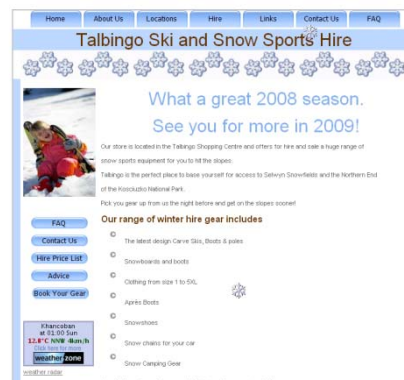 Home About Us Locations Hire Links Contact Us FAQ
Talbingo Ski and Snow Sports Hire
What a great 2008 season.
See you for more in 2009!
Our store is located in the Talbingo Shopping Centre and offers for hire and sale a huge range of
snow sports equipment for you to hit the slopes.
Talbingo is the perfect place to base yourself for access to Selwyn Snowfields and the Northern End
of the Kosciuzko National Park.
Pick you gear up from us the night before and get on the slopes sooner!
Our range of winter hire gear includes
The latest design Carve Skis, Boots & poles
Snowboards and boots
Clothing from size 1 to 5XL
Après Boots
Snowshoes
Snow chains for your car
Snow Camping Gear
FAQ
Contact Us
Hire Price List
Advice
Book Your Gear
Khancoban
at 01:00 Sun
12.8°C NNW 4km/h
Click here for more
weatherzone
weather radar